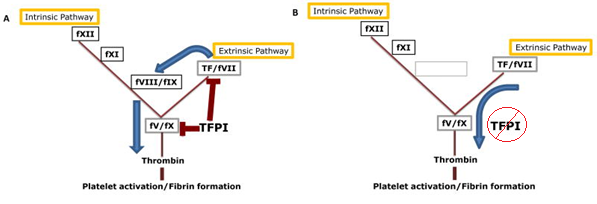 A
Intrinsic Pathway
fXII
fXI
Extrinsic Pathway
fVIII/fIX
TF/fVII
fV/fX
TFPI
Thrombin
Platelet activation/Fibrin formation
B
Intrinsic Pathway
fXII
fXI
Extrinsic Pathway
TF/fVII
fV/fX
TFPI
Thrombin
Platelet activation/Fibrin formation